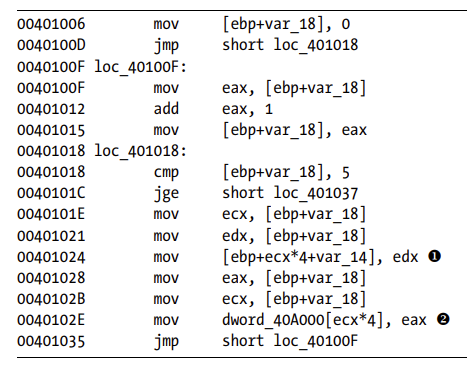 00401006 mov [ebp+var_18], 0
0040100D jmp short loc_401018
0040100F loc_40100F:
0040100F mov eax, [ebp+var_18]
00401012 add eax, 1
00401015 mov [ebp+var_18], eax
00401018 loc_401018:
00401018 cmp [ebp+var_18], 5
0040101C jge short loc_401037
0040101E mov ecx, [ebp+var_18]
00401021 mov edx, [ebp+var_18]
00401024 mov [ebp+ecx*4+var_14], edx ❶
00401028 mov eax, [ebp+var_18]
0040102B mov ecx, [ebp+var_18]
0040102E mov dword_40A000[ecx*4], eax ❷
00401035 jmp short loc_40100F